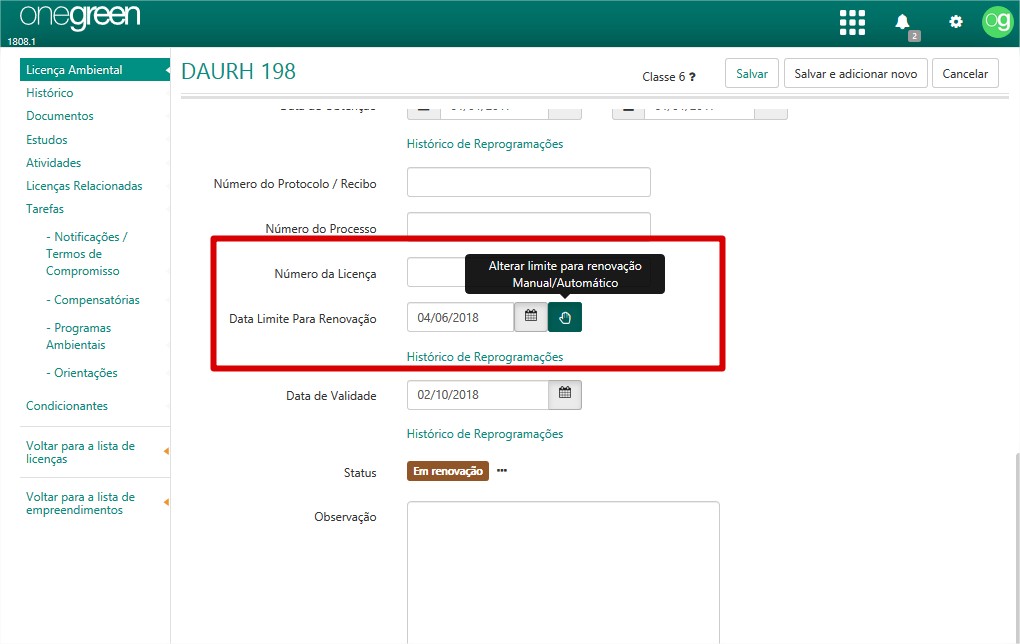 onegreen
1808.1
2
og
Licença Ambiental
Histórico
Documentos
Estudos
Atividades
Licenças Relacionadas
Tarefas
- Notificações /
Termos de
Compromisso
- Compensatórias
- Programas
Ambientais
- Orientações
Condicionantes
Voltar para a lista de
licenças
Voltar para a lista de
empreendimentos
DAURH 198
Classe 6 ?
Salvar
Salvar e adicionar novo
Cancelar
Histórico de Reprogramações
Número do Protocolo / Recibo
Número do Processo
Número da Licença
Alterar limite para renovação
Manual/Automático
Data Limite Para Renovação
04/06/2018
Histórico de Reprogramações
Data de Validade
02/10/2018
Histórico de Reprogramações
Status
Em renovação
Observação